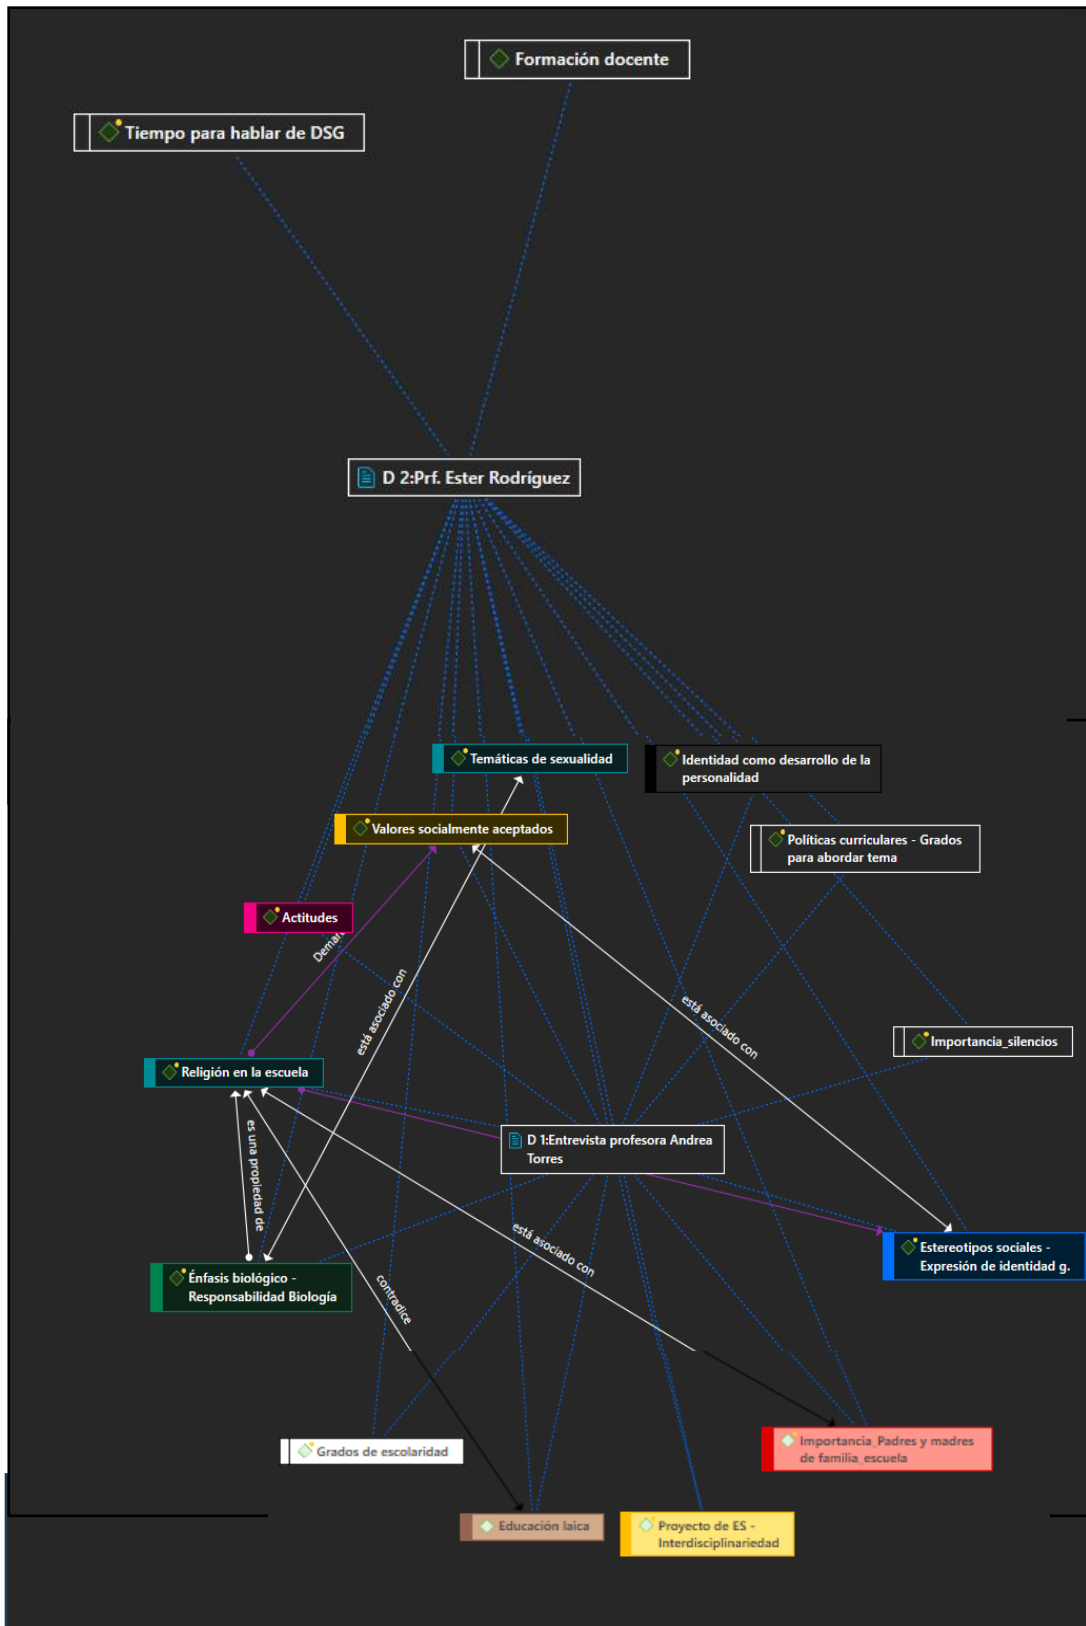 Formación docente
Tiempo para hablar de DSG
D 2:Prf. Ester Rodríguez
Temáticas de sexualidad
Identidad como desarrollo de la
personalidad
Valores socialmente aceptados
Políticas curriculares - Grados
para abordar tema
Actitudes
está asociado con
está asociado con
Importancia_silencios
Religión en la escuela
es una propiedad de
D 1:Entrevista profesora Andrea
Torres
está asociado con
Estereotipos sociales -
Expresión de identidad g.
Énfasis biológico -
Responsabilidad Biología
contradice
Grados de escolaridad
Importancia_Padres y madres
de familia_escuela
Educación laica
Proyecto de ES -
Interdisciplinariedad